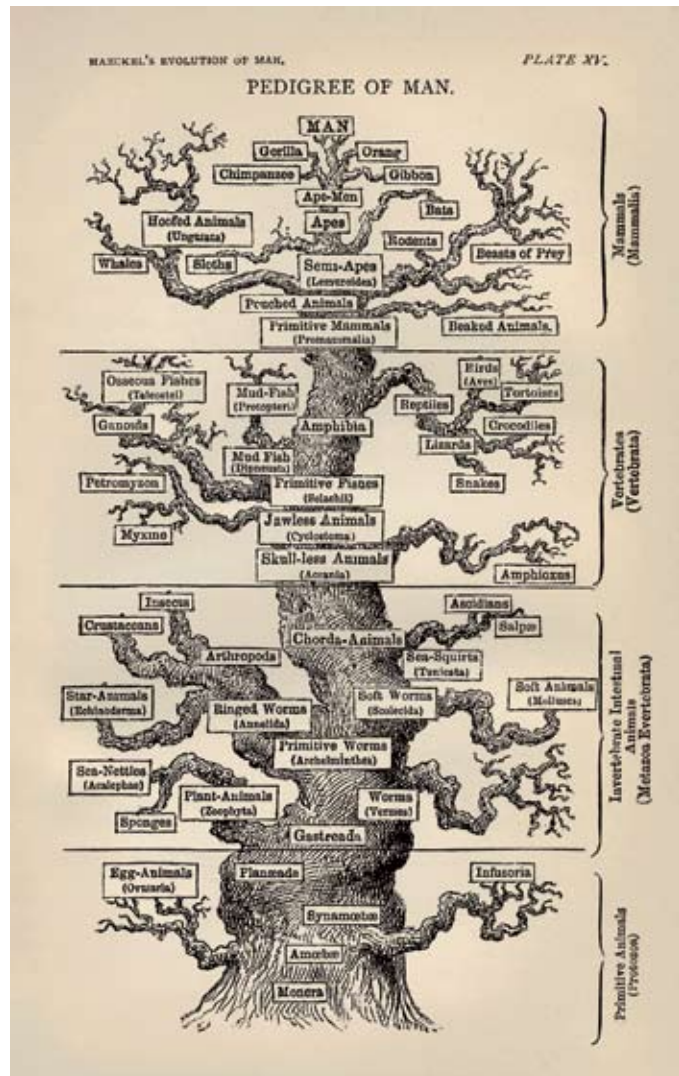 HAECKEL'S EVOLUTION OF MAN.
PLATE XV.
PEDIGREE OF MAN.
MAN
Gorilla
Orang
Chimpanzee
Gibbon
Ape-Men
Bats
Hoofed Animals
(Ungulata)
Apes
Rodents
Whales
Sloths
Semi-Apes
(Lemuroidea)
Beasts of Prey
Pouched Animals
Primitive Mammals
(Promammalia)
Beaked Animals.
Mammals
(Mammalia)
Osseous Fishes
(Teleostei)
Mud-Fish
(Protopteri)
Birds
(Aves)
Tortoises
Ganoids
Reptiles
Amphibia
Crocodiles
Lizards
Mud Fish
(Dipneusta)
Petromyzon
Primitive Fishes
(Selachii)
Snakes
Myxine
Jawless Animals
(Cyclostoma)
Skull-less Animals
(Acrania)
Amphioxus
Vertebrates
(Vertebrata)
Insects
Ascidians
Crustaceans
Salpæ
Chorda-Animals
Arthropods
Sea-Squirts
(Tunicata)
Star-Animals
(Echinoderma)
Ringed Worms
(Annelida)
Soft Worms
(Scolecida)
Soft Animals
(Mollusca)
Primitive Worms
(Archelminthes)
Sea-Nettles
(Acalephae)
Plant-Animals
(Zoophyta)
Worms
(Vermes)
Sponges
Gastreada
Invertebrate Intestinal
Animals
(Metazoa Evertebrata)
Egg-Animals
(Ovularia)
Planæada
Infusoria
Synamœbæ
Amœbæ
Monera
Primitive Animals
(Protozoa)